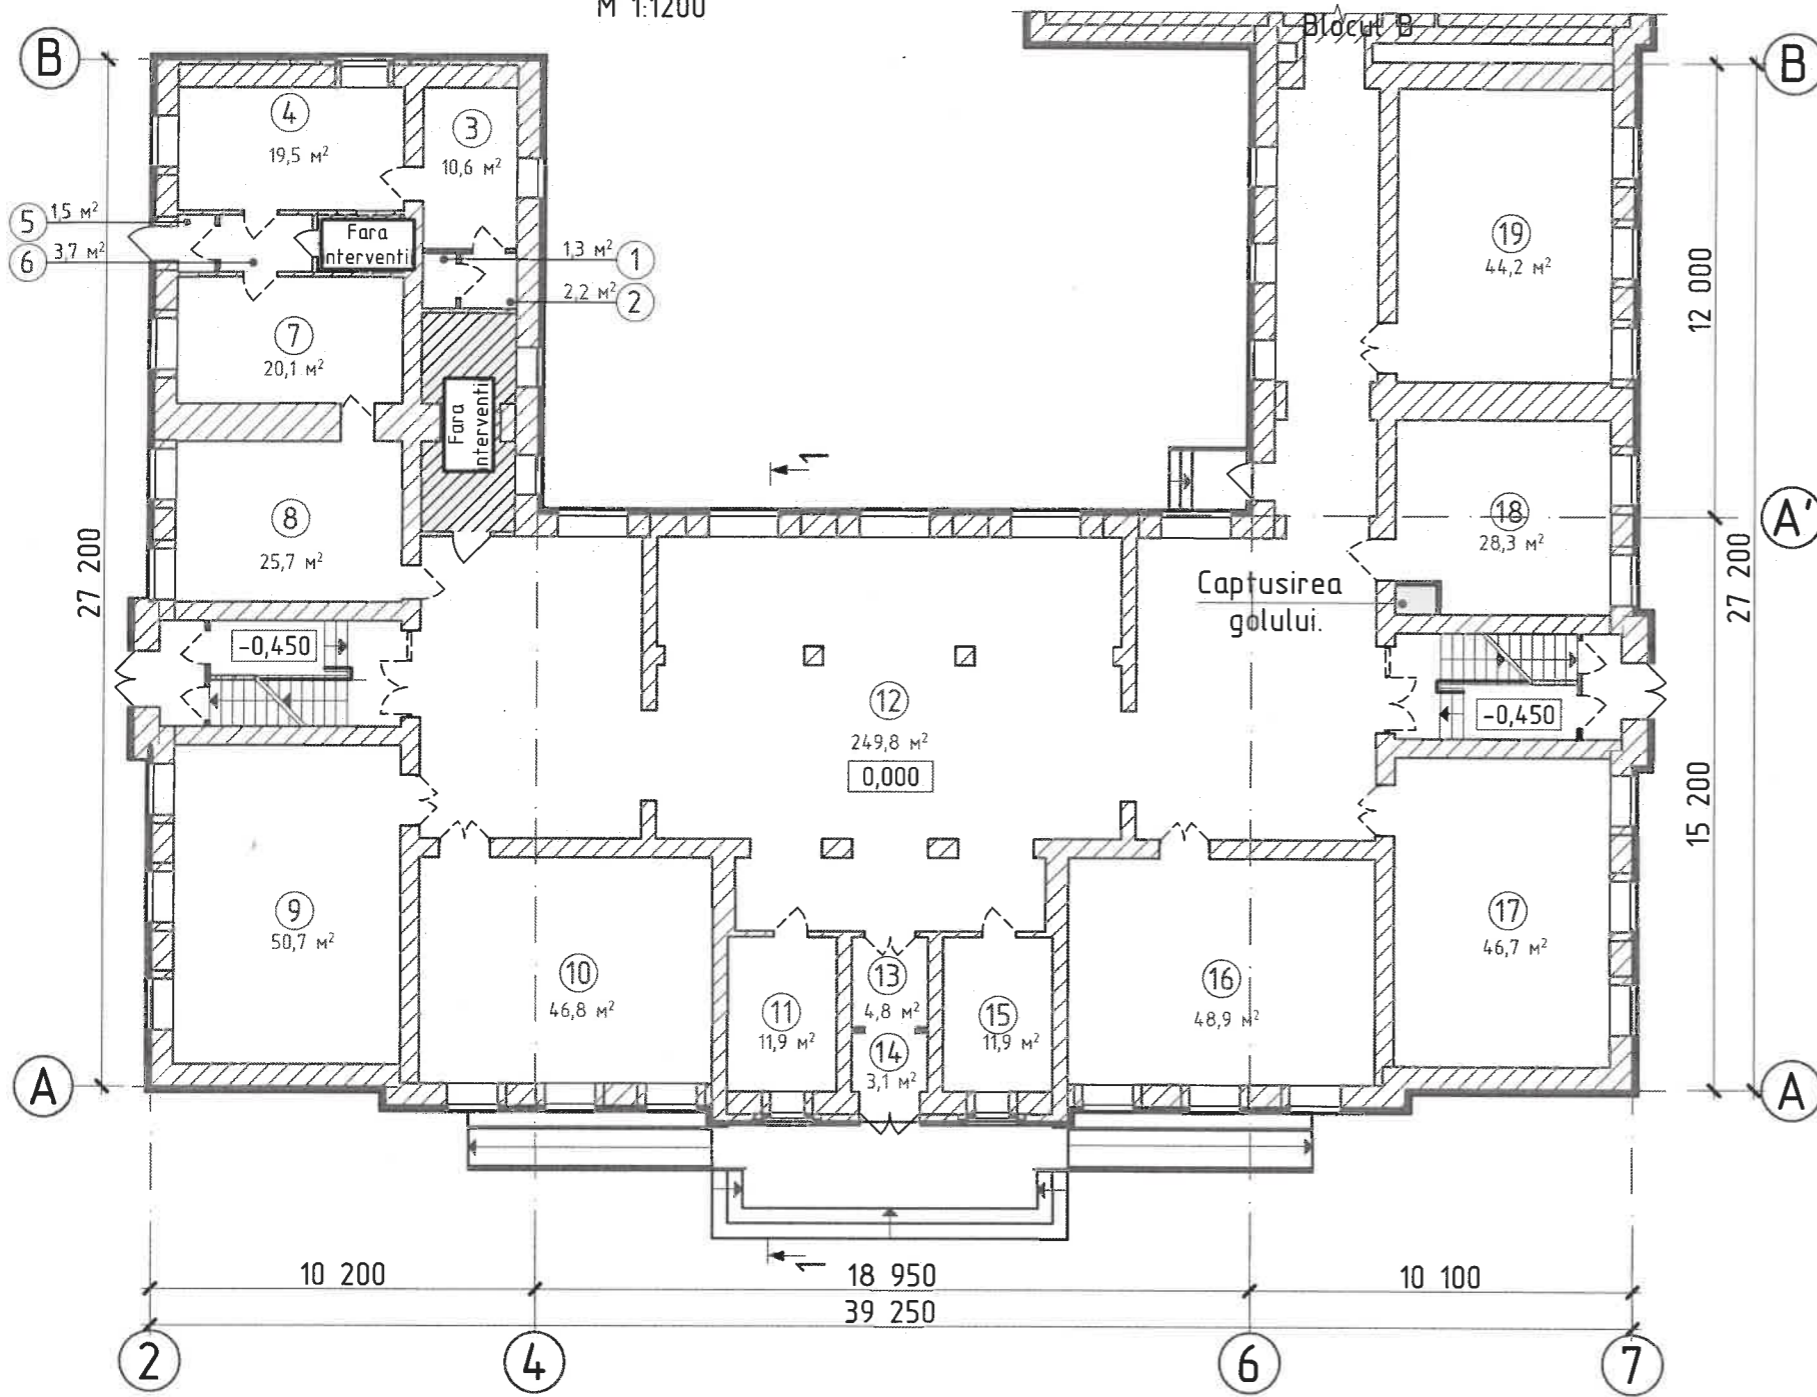 M 1:1200
Blocul B
B
B
4
19,5 м²
3
10,6 м²
5
1,5 м²
6
3,7 м²
Fara
nterventi
1,3 м²
1
2,2 м²
2
19
44,2 м²
12 000
7
20,1 м²
Fara
nterventi
1
8
25,7 м²
18
28,3 м²
A'
27 200
27 200
Captusirea
golului.
-0,450
-0,450
12
249,8 м²
0,000
15 200
9
50,7 м²
10
46,8 м²
11
11,9 м²
13
4,8 м²
14
3,1 м²
15
11,9 м²
16
48,9 м²
17
46,7 м²
A
A
1
10 200
18 950
10 100
39 250
2
4
6
7